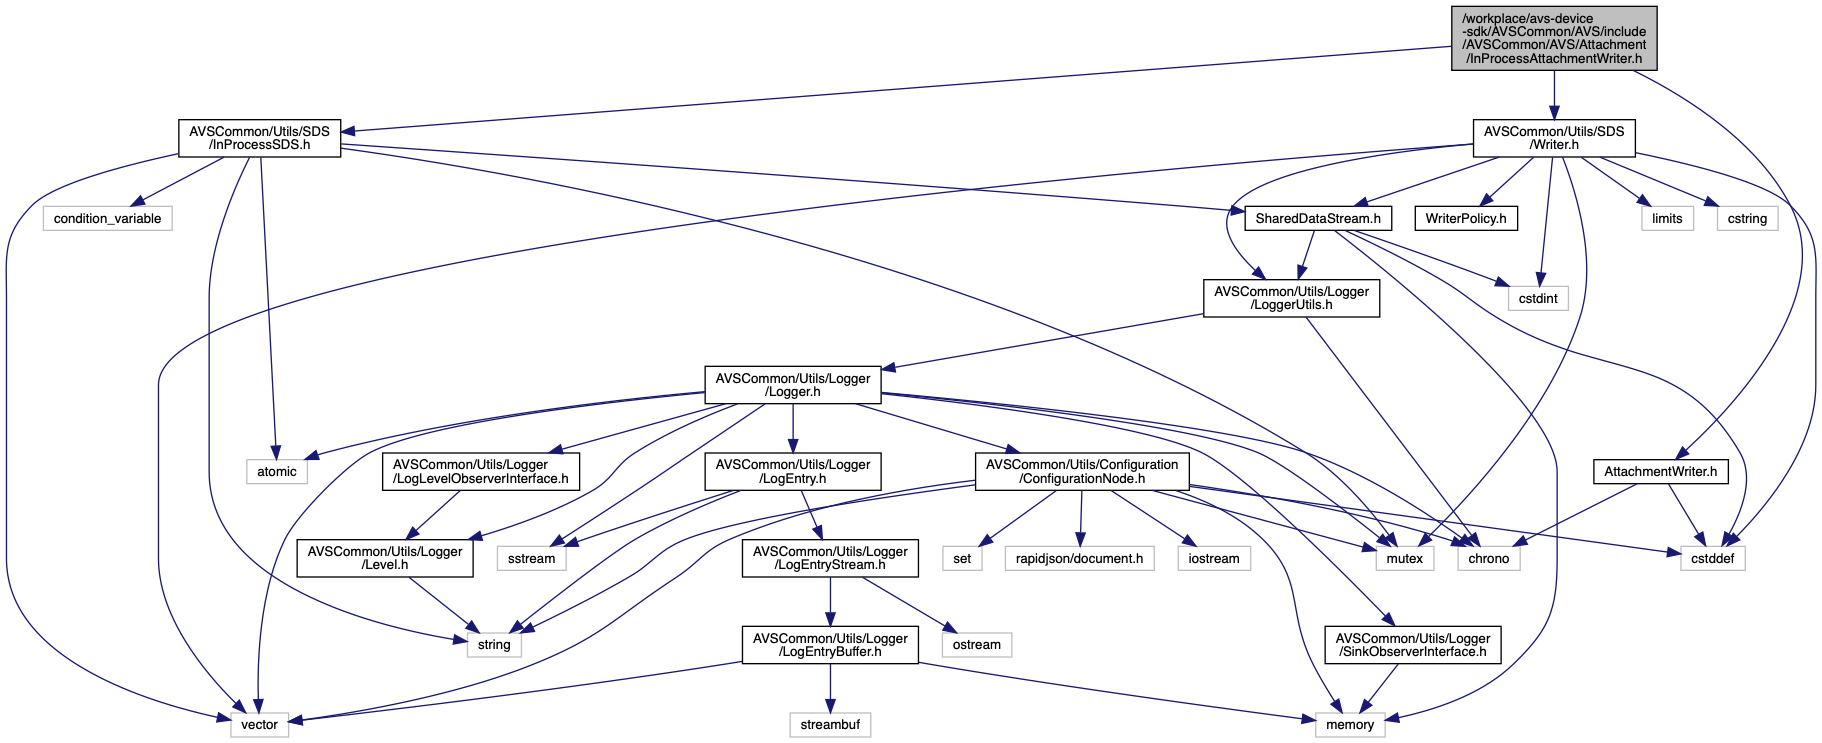 /workplace/avs-device
-sdk/AVSCommon/AVS/include
/AVSCommon/AVS/Attachment
/InProcessAttachmentWriter.h
AVSCommon/Utils/SDS
/InProcessSDS.h
AVSCommon/Utils/SDS
/Writer.h
condition_variable
SharedDataStream.h
WriterPolicy.h
limits
cstring
AVSCommon/Utils/Logger
/LoggerUtils.h
cstdint
AVSCommon/Utils/Logger
/Logger.h
atomic
AVSCommon/Utils/Logger
/LogLevelObserverInterface.h
AVSCommon/Utils/Logger
/LogEntry.h
AVSCommon/Utils/Configuration
/ConfigurationNode.h
AttachmentWriter.h
AVSCommon/Utils/Logger
/Level.h
sstream
AVSCommon/Utils/Logger
/LogEntryStream.h
set
rapidjson/document.h
iostream
mutex
chrono
cstddef
string
AVSCommon/Utils/Logger
/LogEntryBuffer.h
ostream
AVSCommon/Utils/Logger
/SinkObserverInterface.h
vector
streambuf
memory